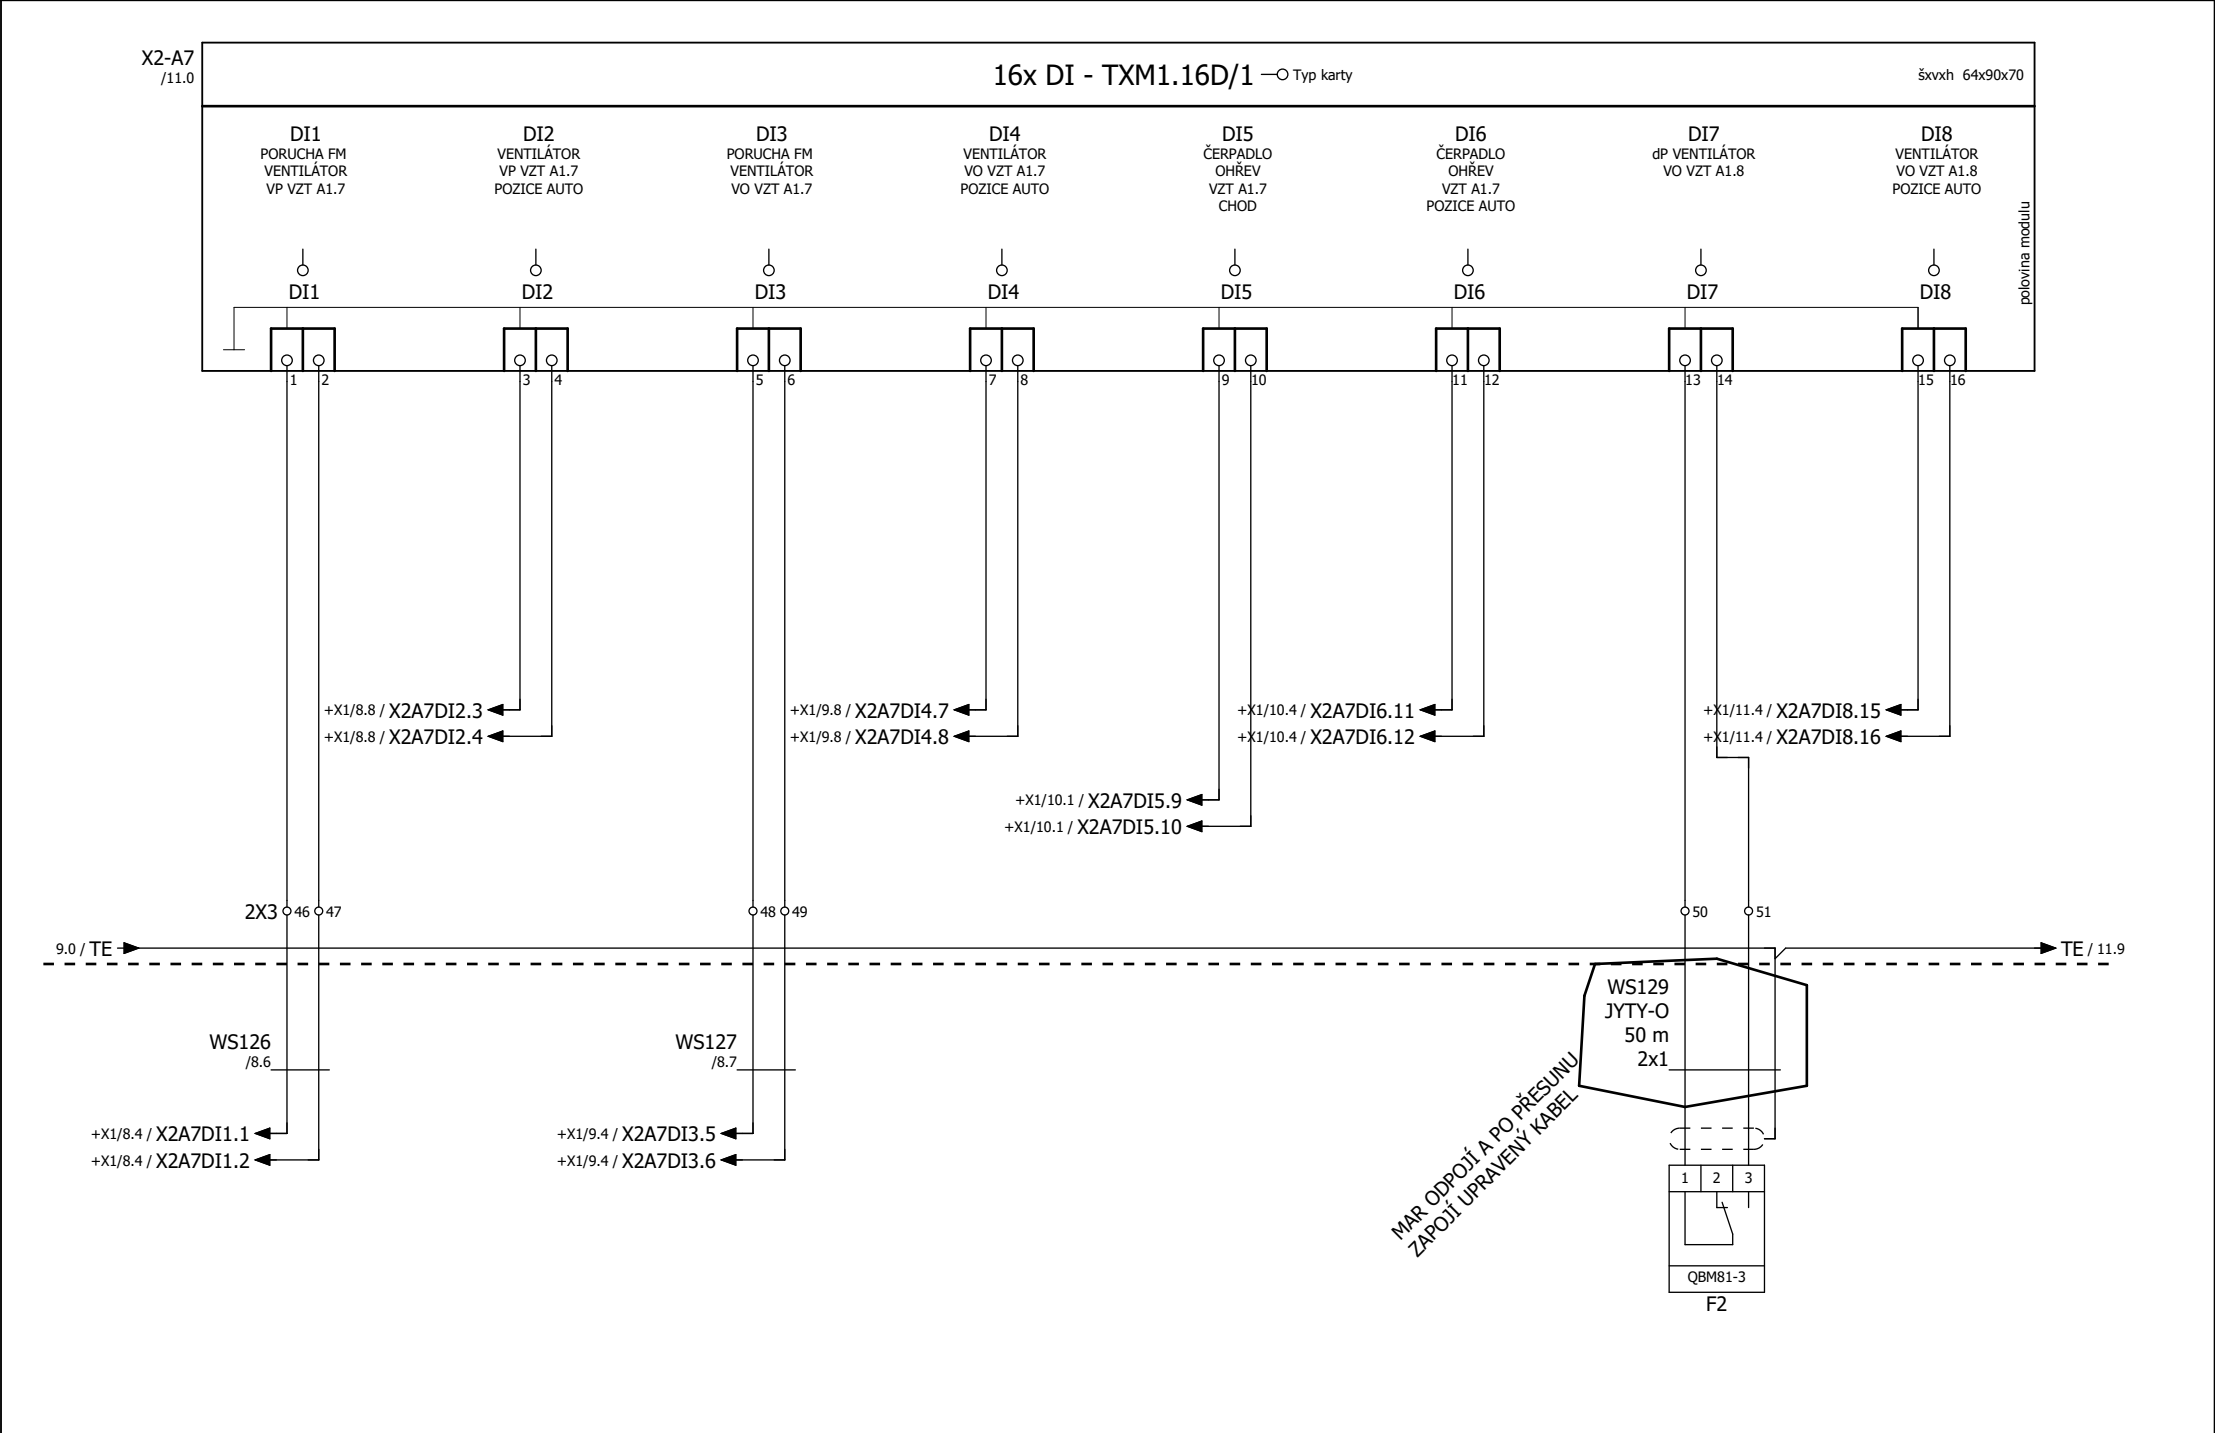 X2-A7
/11.0
16x DI - TXM1.16D/1
Typ karty
šxvxh 64x90x70
DI1
PORUCHA FM
VENTILÁTOR
VP VZT A1.7
DI2
VENTILÁTOR
VP VZT A1.7
POZICE AUTO
DI3
PORUCHA FM
VENTILÁTOR
VO VZT A1.7
DI4
VENTILÁTOR
VO VZT A1.7
POZICE AUTO
DI5
ČERPADLO
OHŘEV
VZT A1.7
CHOD
DI6
ČERPADLO
OHŘEV
VZT A1.7
POZICE AUTO
DI7
dP VENTILÁTOR
VO VZT A1.8
DI8
VENTILÁTOR
VO VZT A1.8
POZICE AUTO
polovina modulu
DI1 DI2 DI3 DI4 DI5 DI6 DI7 DI8
1 2 3 4 5 6 7 8 9 10 11 12 13 14 15 16
+X1/8.8 / X2A7DI2.3
+X1/8.8 / X2A7DI2.4
+X1/9.8 / X2A7DI4.7
+X1/9.8 / X2A7DI4.8
+X1/10.4 / X2A7DI6.11
+X1/10.4 / X2A7DI6.12
+X1/11.4 / X2A7DI8.15
+X1/11.4 / X2A7DI8.16
+X1/10.1 / X2A7DI5.9
+X1/10.1 / X2A7DI5.10
2X3 46 47 48 49 50 51
9.0 / TE
TE / 11.9
WS126
/8.6
WS127
/8.7
WS129
JYTY-O
50 m
2x1
MAR ODPOJÍ A PO PŘESUNU
ZAPOJÍ UPRAVENÝ KABEL
+X1/8.4 / X2A7DI1.1
+X1/8.4 / X2A7DI1.2
+X1/9.4 / X2A7DI3.5
+X1/9.4 / X2A7DI3.6
1 2 3
QBM81-3
F2